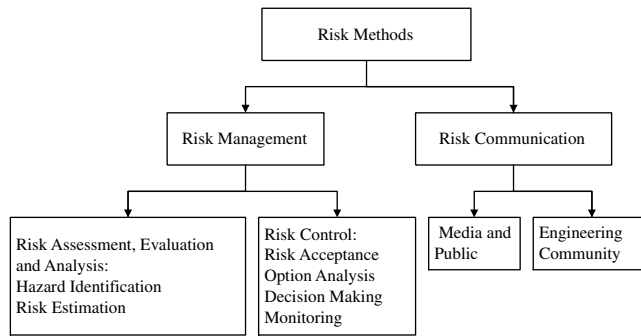 Risk Methods
Risk Management
Risk Communication
Risk Assessment, Evaluation
and Analysis:
Hazard Identification
Risk Estimation
Risk Control:
Risk Acceptance
Option Analysis
Decision Making
Monitoring
Media and
Public
Engineering
Community